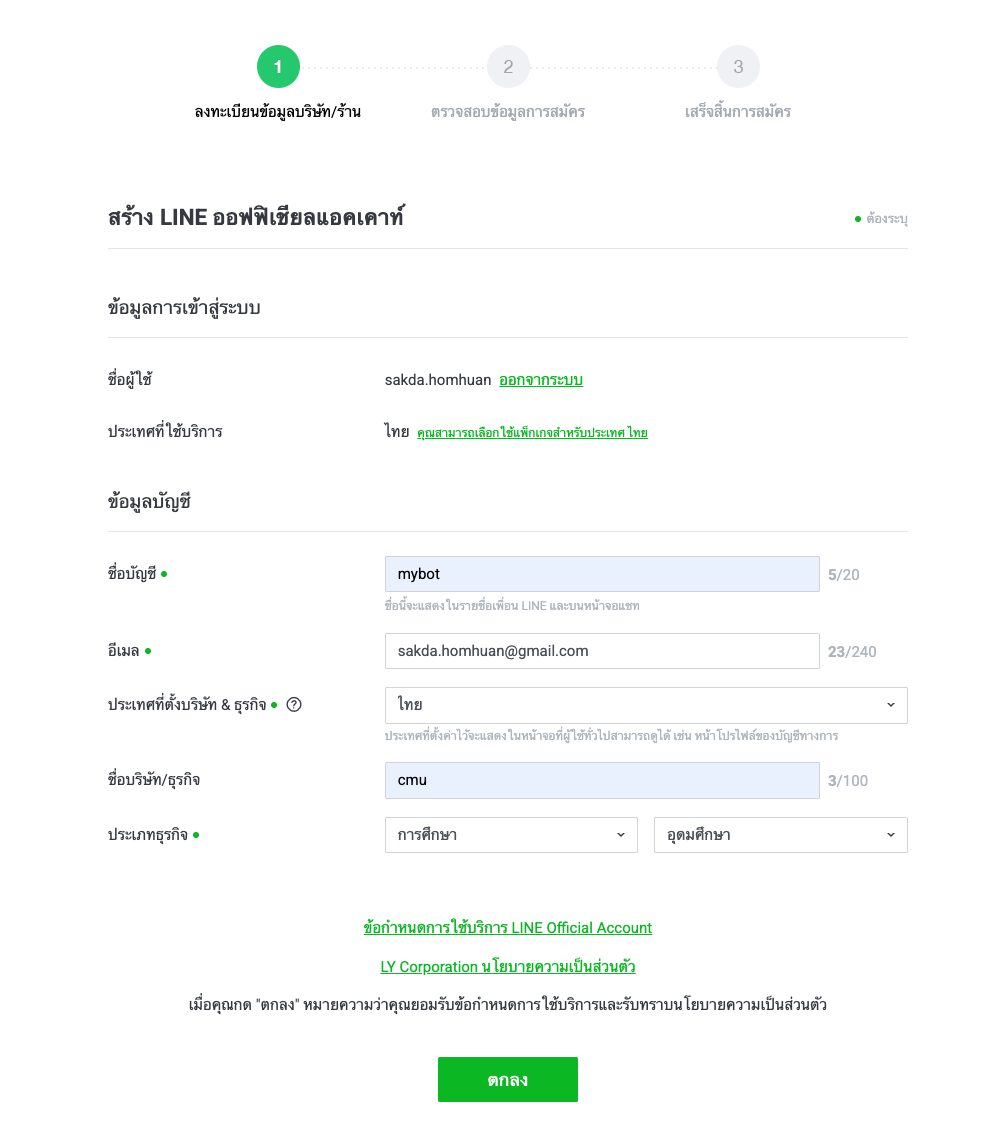 1 2 3
ลงทะเบียนข้อมูลบริษัท/ร้าน ตรวจสอบข้อมูลการสมัคร เสร็จสิ้นการสมัคร
สร้าง LINE ออฟฟิเชียลแอคเคาท์ ต้องระบุ
ข้อมูลการเข้าสู่ระบบ
ชื่อผู้ใช้ sakda.homhuan ออกจากระบบ
ประเทศที่ใช้บริการ ไทย คุณสามารถเลือกใช้แพ็กเกจสำหรับประเทศ ไทย
ข้อมูลบัญชี
ชื่อบัญชี mybot 5/20
ชื่อนี้จะแสดงในรายชื่อเพื่อน LINE และบนหน้าจอแชท
อีเมล sakda.homhuan@gmail.com 23/240
ประเทศที่ตั้งบริษัท & ธุรกิจ ? ไทย
ประเทศที่ตั้งค่าไว้จะแสดงในหน้าจอที่ผู้ใช้ทั่วไปสามารถดูได้ เช่น หน้าโปรไฟล์ของบัญชีทางการ
ชื่อบริษัท/ธุรกิจ cmu 3/100
ประเภทธุรกิจ การศึกษา อุดมศึกษา
ข้อกำหนดการใช้บริการ LINE Official Account
LY Corporation นโยบายความเป็นส่วนตัว
เมื่อคุณกด "ตกลง" หมายความว่าคุณยอมรับข้อกำหนดการใช้บริการและรับทราบนโยบายความเป็นส่วนตัว
ตกลง